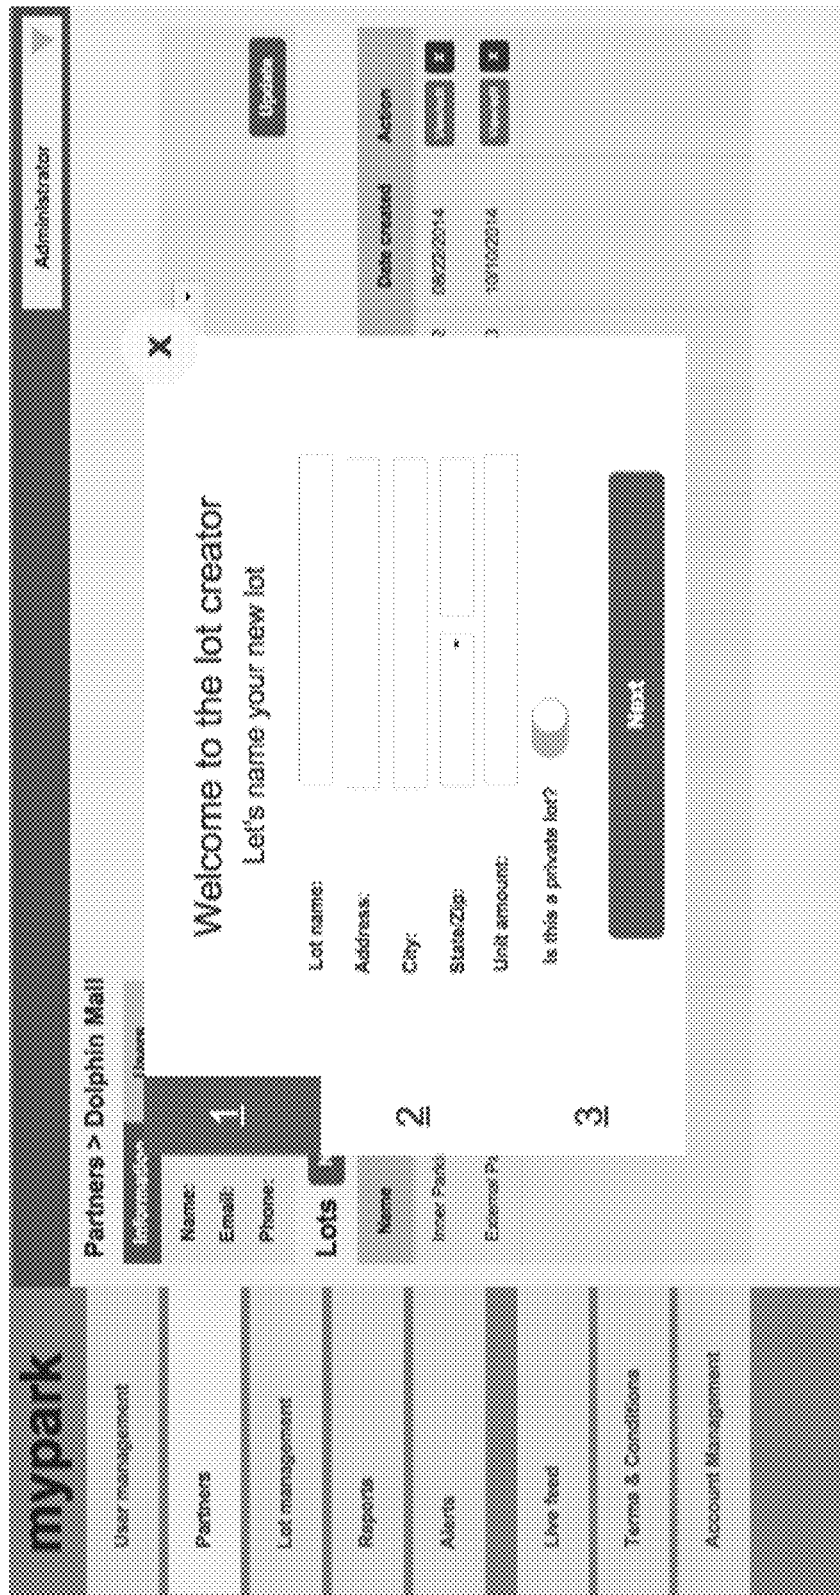 mypark
Administrator
User management
Partners
Lot management
Reports
Alerts
Live feed
Terms & Conditions
Account Management
Partners > Dolphin Mall
Name:
Email:
Phone:
Lots
Name
Date created
Action
Inner Parki
08/22/2014
x
External Pa
10/10/2014
x
X
1
2
3
Welcome to the lot creator
Let's name your new lot
Lot name:
Address:
City:
State/Zip:
Unit amount:
Is this a private lot?
Next